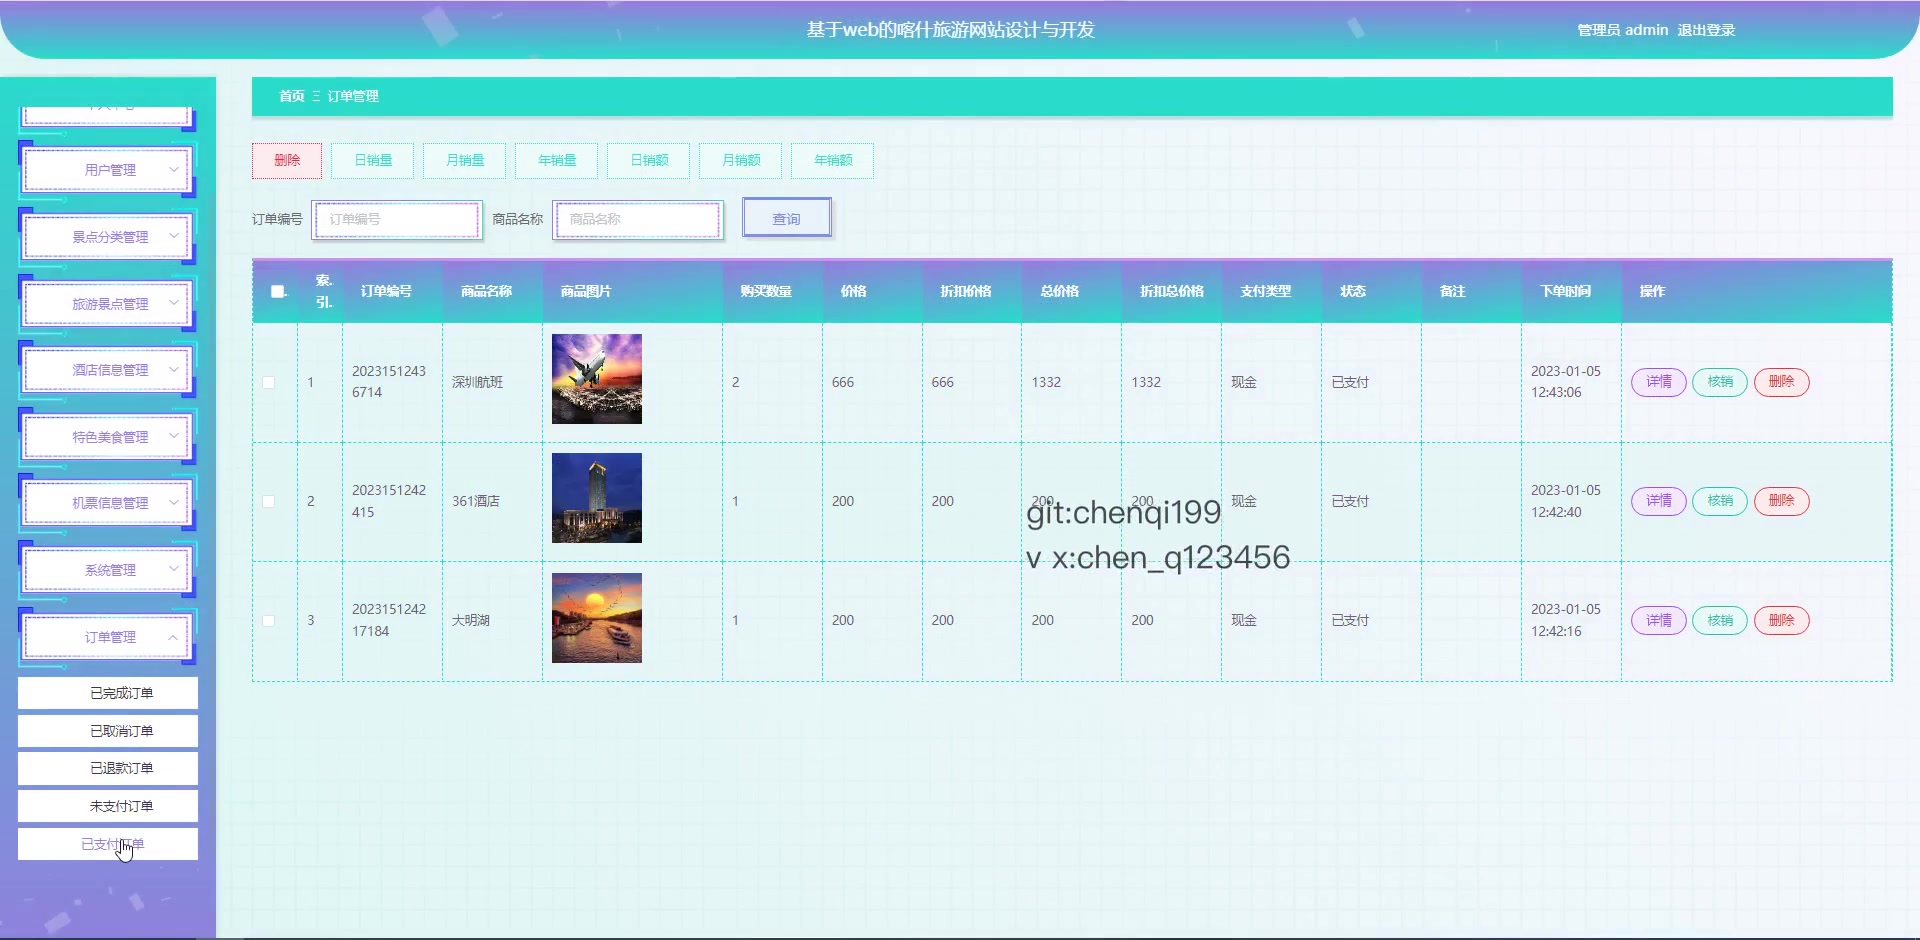 基于web的喀什旅游网站设计与开发
管理员 admin 退出登录
首页 Ξ 订单管理
用户管理
景点分类管理
旅游景点管理
酒店信息管理
特色美食管理
机票信息管理
系统管理
订单管理
已完成订单
已取消订单
已退款订单
未支付订单
已支付订单
删除 日销量 月销量 年销量 日销额 月销额 年销额
订单编号 订单编号 商品名称 商品名称 查询
索引. 订单编号 商品名称 商品图片 购买数量 价格 折扣价格 总价格 折扣总价格 支付类型 状态 备注 下单时间 操作
1 20231512436714 深圳航班 2 666 666 1332 1332 现金 已支付 2023-01-05 12:43:06 详情 核销 删除
2 2023151242415 361酒店 1 200 200 200 200 现金 已支付 2023-01-05 12:42:40 详情 核销 删除
3 202315124217184 大明湖 1 200 200 200 200 现金 已支付 2023-01-05 12:42:16 详情 核销 删除
git:chenqi199
v x:chen_q123456